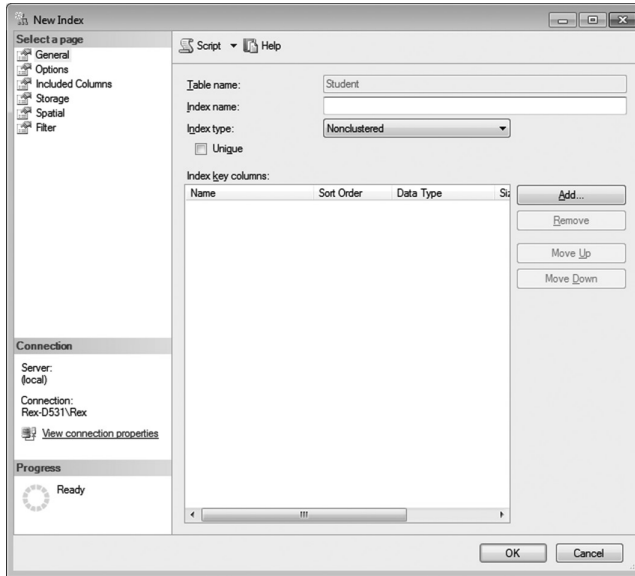 New Index
Select a page
General
Options
Included Columns
Storage
Spatial
Filter
Connection
Server:
(local)
Connection:
Rex-D531\Rex
View connection properties
Progress
Ready
Script Help
Table name: Student
Index name:
Index type: Nonclustered
Unique
Index key columns:
Name Sort Order Data Type Siz
Add...
Remove
Move Up
Move Down
OK Cancel